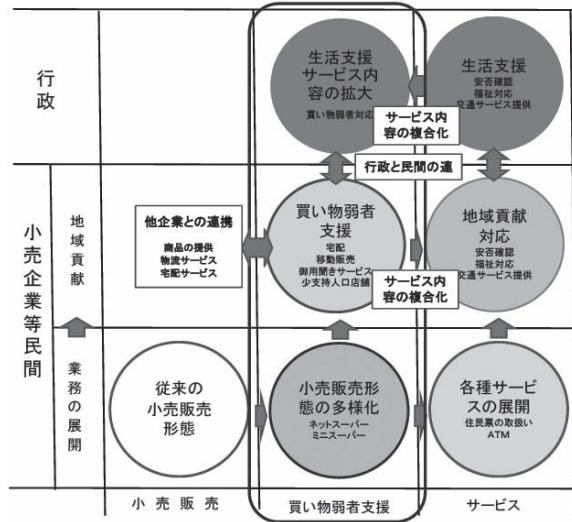 行政
生活支援
サービス内
容の拡大
買い物弱者対応
生活支援
安否確認
福祉対応
交通サービス提供
サービス内
容の複合化
行政と民間の連
小売企業等民間
地域貢献
他企業との連携
商品の提供
物流サービス
宅配サービス
買い物弱者
支援
宅配
移動販売
御用聞きサービス
少支持人口店舗
地域貢献
対応
安否確認
福祉対応
交通サービス提供
サービス内
容の複合化
業務の展開
従来の
小売販売
形態
小売販売形
態の多様化
ネットスーパー
ミニスーパー
各種サービ
スの展開
住民票の取扱い
ATM
小売販売
買い物弱者支援
サービス